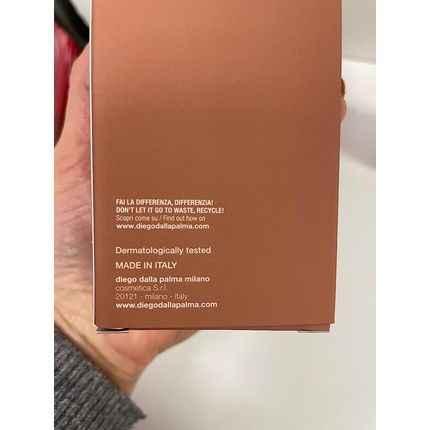 FAI LA DIFFERENZA, DIFFERENZIA!
DON'T LET IT GO TO WASTE, RECYCLE!
Scopri come su / Find out how on
www.diegodallapalma.com
Dermatologically tested
MADE IN ITALY
diego dalla palma milano
cosmetica S.r.l.
20121 - milano - italy
www.diegodallapalma.com